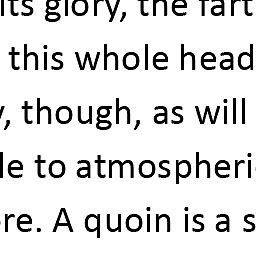 its glory, the fart
this whole head
, though, as will
le to atmospheri
re. A quoin is a s